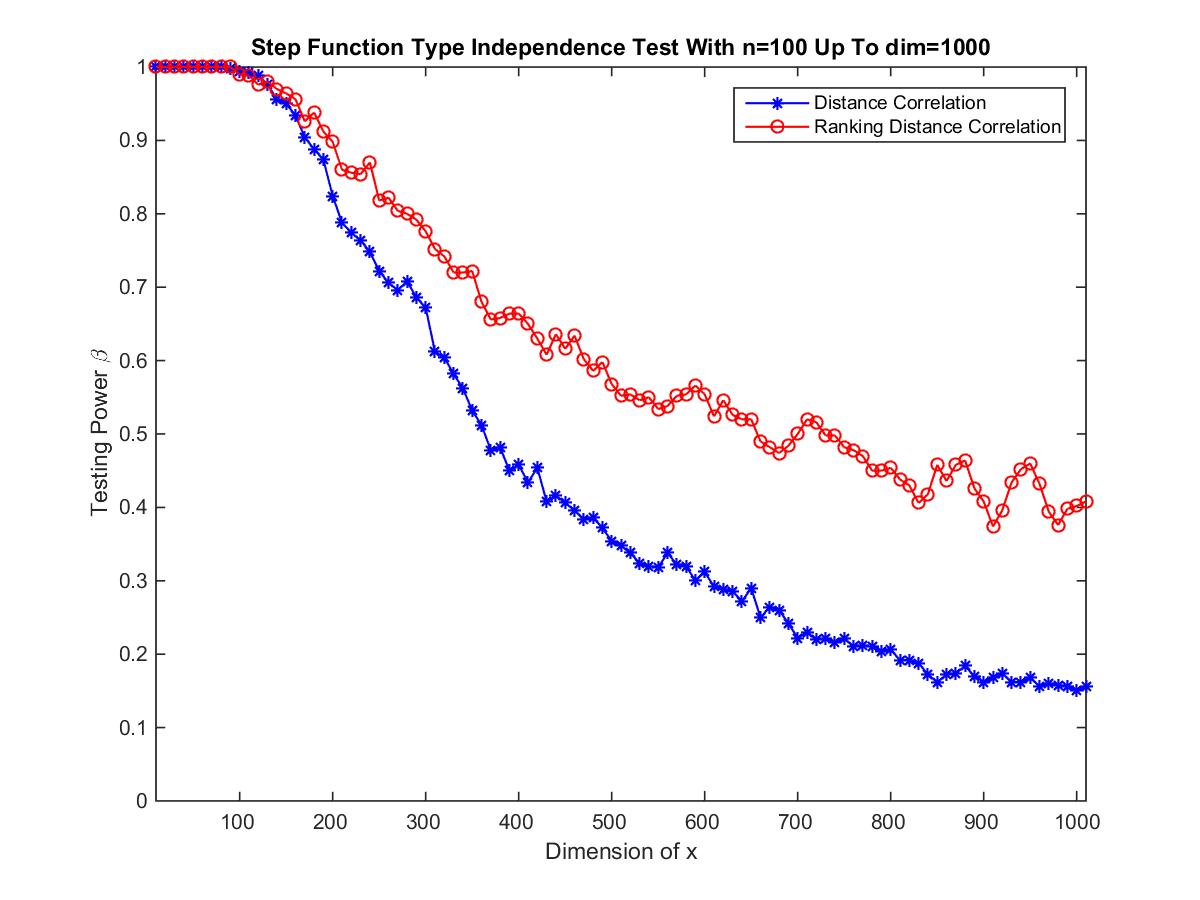 Step Function Type Independence Test With n=100 Up To dim=1000
Distance Correlation
Ranking Distance Correlation
Testing Power β
1
0.9
0.8
0.7
0.6
0.5
0.4
0.3
0.2
0.1
0
100 200 300 400 500 600 700 800 900 1000
Dimension of x